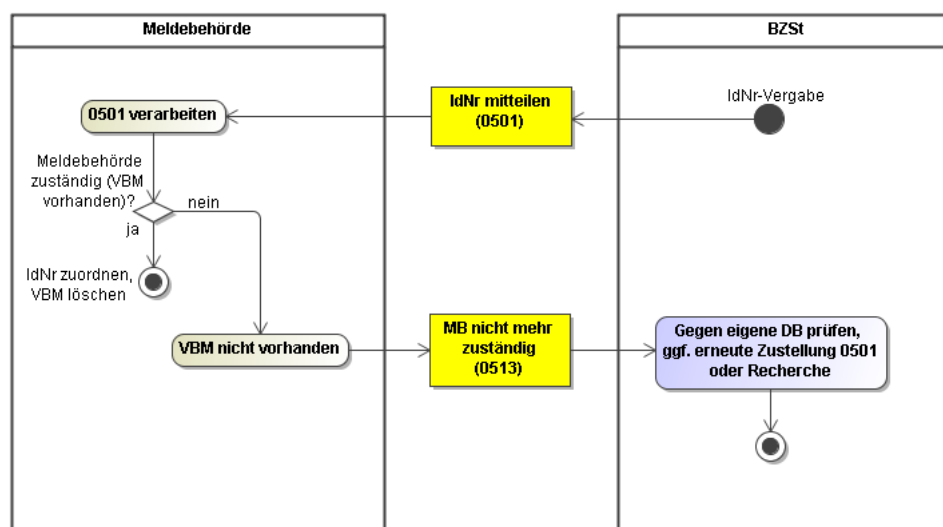 Meldebehörde
BZSt
IdNr-Vergabe
IdNr mitteilen
(0501)
0501 verarbeiten
Meldebehörde
zuständig (VBM
vorhanden)?
nein
ja
IdNr zuordnen,
VBM löschen
VBM nicht vorhanden
MB nicht mehr
zuständig
(0513)
Gegen eigene DB prüfen,
ggf. erneute Zustellung 0501
oder Recherche